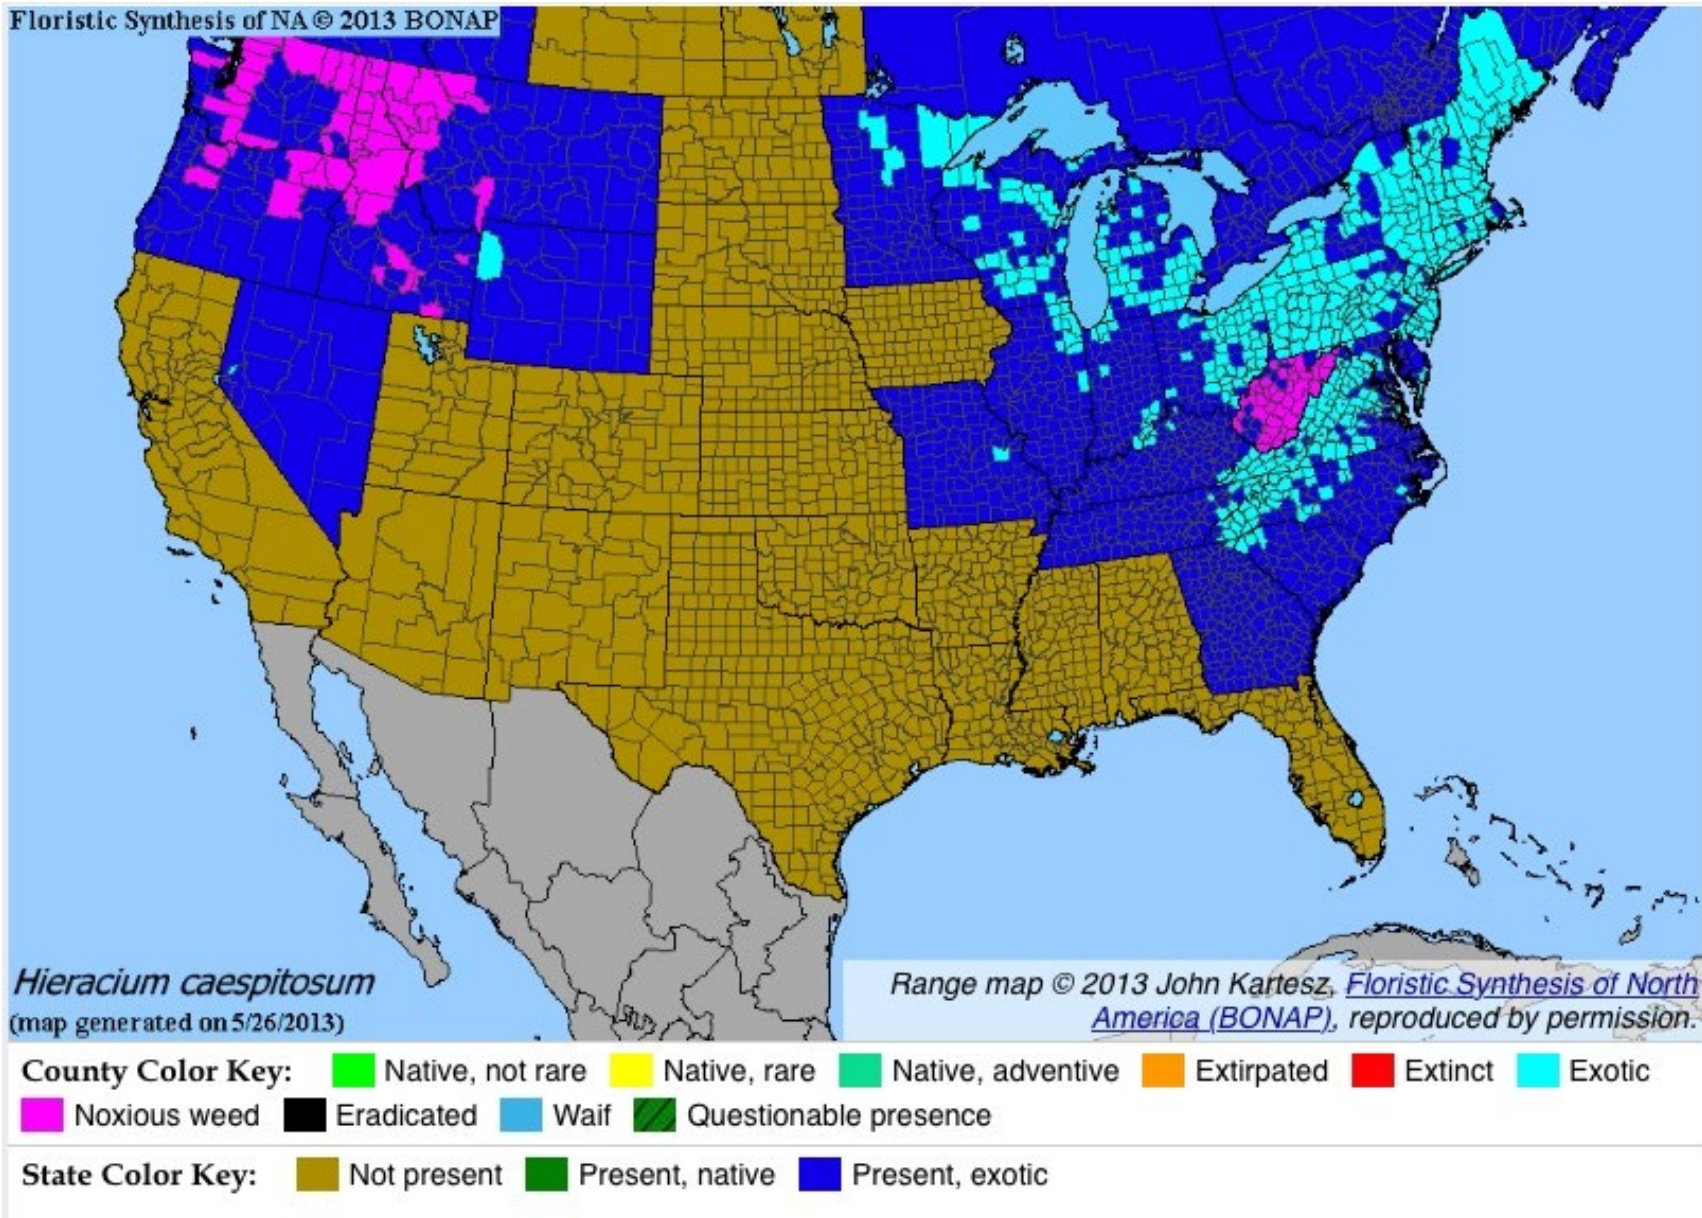 Floristic Synthesis of NA © 2013 BONAP
Hieracium caespitosum
(map generated on 5/26/2013)
Range map © 2013 John Kartesz, Floristic Synthesis of North
America (BONAP), reproduced by permission.
County Color Key: Native, not rare Native, rare Native, adventive Extirpated Extinct Exotic
Noxious weed Eradicated Waif Questionable presence
State Color Key: Not present Present, native Present, exotic